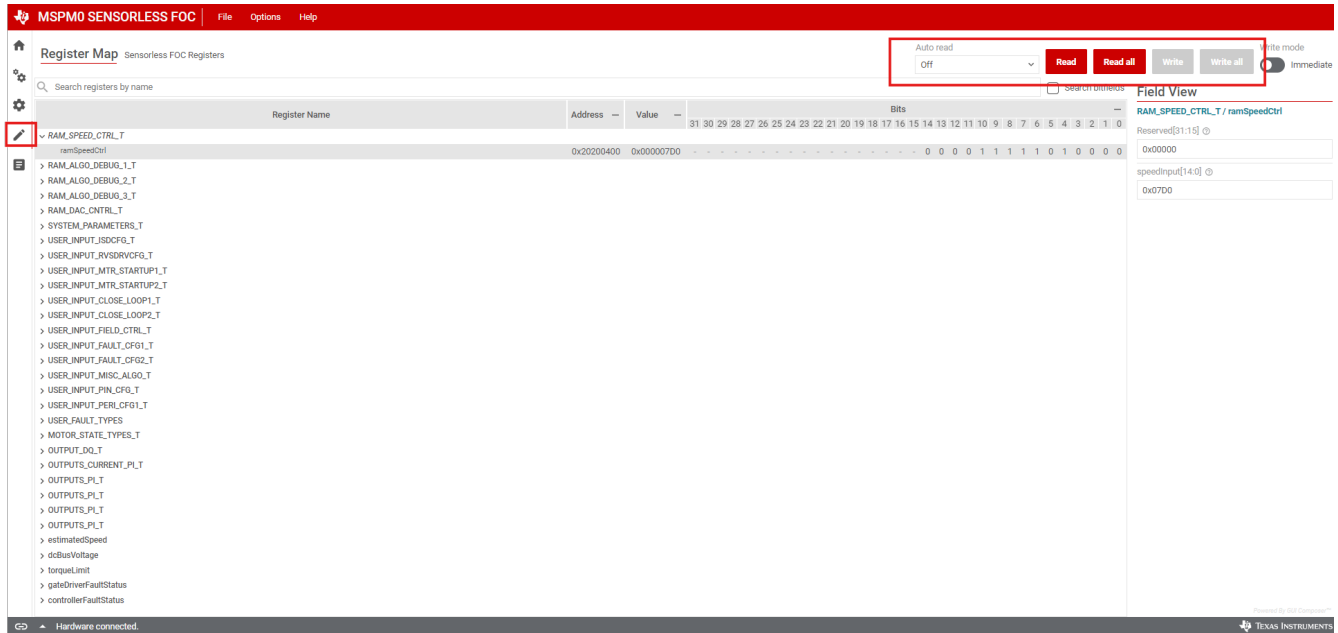 MSPM0 SENSORLESS FOC File Options Help
Register Map Sensorless FOC Registers
Auto read
Off
Read
Read all
Write
Write all
Write mode
Immediate
Search registers by name
Search bitfields
Register Name Address Value Bits
31 30 29 28 27 26 25 24 23 22 21 20 19 18 17 16 15 14 13 12 11 10 9 8 7 6 5 4 3 2 1 0
RAM_SPEED_CTRL_T
ramSpeedCtrl 0x20200400 0x000007D0 - - - - - - - - - - - - - - - - - 0 0 0 0 1 1 1 1 1 0 1 0 0 0 0
RAM_ALGO_DEBUG_1_T
RAM_ALGO_DEBUG_2_T
RAM_ALGO_DEBUG_3_T
RAM_DAC_CNTRL_T
SYSTEM_PARAMETERS_T
USER_INPUT_ISDCFG_T
USER_INPUT_RVSDRVCFG_T
USER_INPUT_MTR_STARTUP1_T
USER_INPUT_MTR_STARTUP2_T
USER_INPUT_CLOSE_LOOP1_T
USER_INPUT_CLOSE_LOOP2_T
USER_INPUT_FIELD_CTRL_T
USER_INPUT_FAULT_CFG1_T
USER_INPUT_FAULT_CFG2_T
USER_INPUT_MISC_ALGO_T
USER_INPUT_PIN_CFG_T
USER_INPUT_PERI_CFG1_T
USER_FAULT_TYPES
MOTOR_STATE_TYPES_T
OUTPUT_DQ_T
OUTPUTS_CURRENT_PI_T
OUTPUTS_PI_T
OUTPUTS_PI_T
OUTPUTS_PI_T
OUTPUTS_PI_T
estimatedSpeed
dcBusVoltage
torqueLimit
gateDriverFaultStatus
controllerFaultStatus
Field View
RAM_SPEED_CTRL_T / ramSpeedCtrl
Reserved[31:15]
0x00000
speedInput[14:0]
0x07D0
Powered By GUI Composer™
Hardware connected.
TEXAS INSTRUMENTS